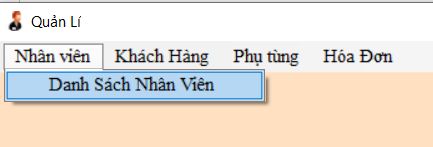 Quản Lí
Nhân viên Khách Hàng Phụ tùng Hóa Đơn
Danh Sách Nhân Viên